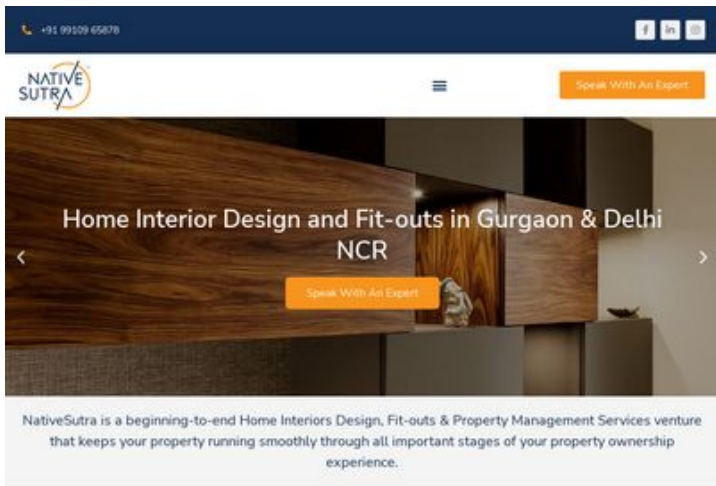 +91 99109 65878
NATIVE
SUTRA
Speak With An Expert
Home Interior Design and Fit-outs in Gurgaon & Delhi
NCR
Speak With An Expert
NativeSutra is a beginning-to-end Home Interiors Design, Fit-outs & Property Management Services venture
that keeps your property running smoothly through all important stages of your property ownership
experience.